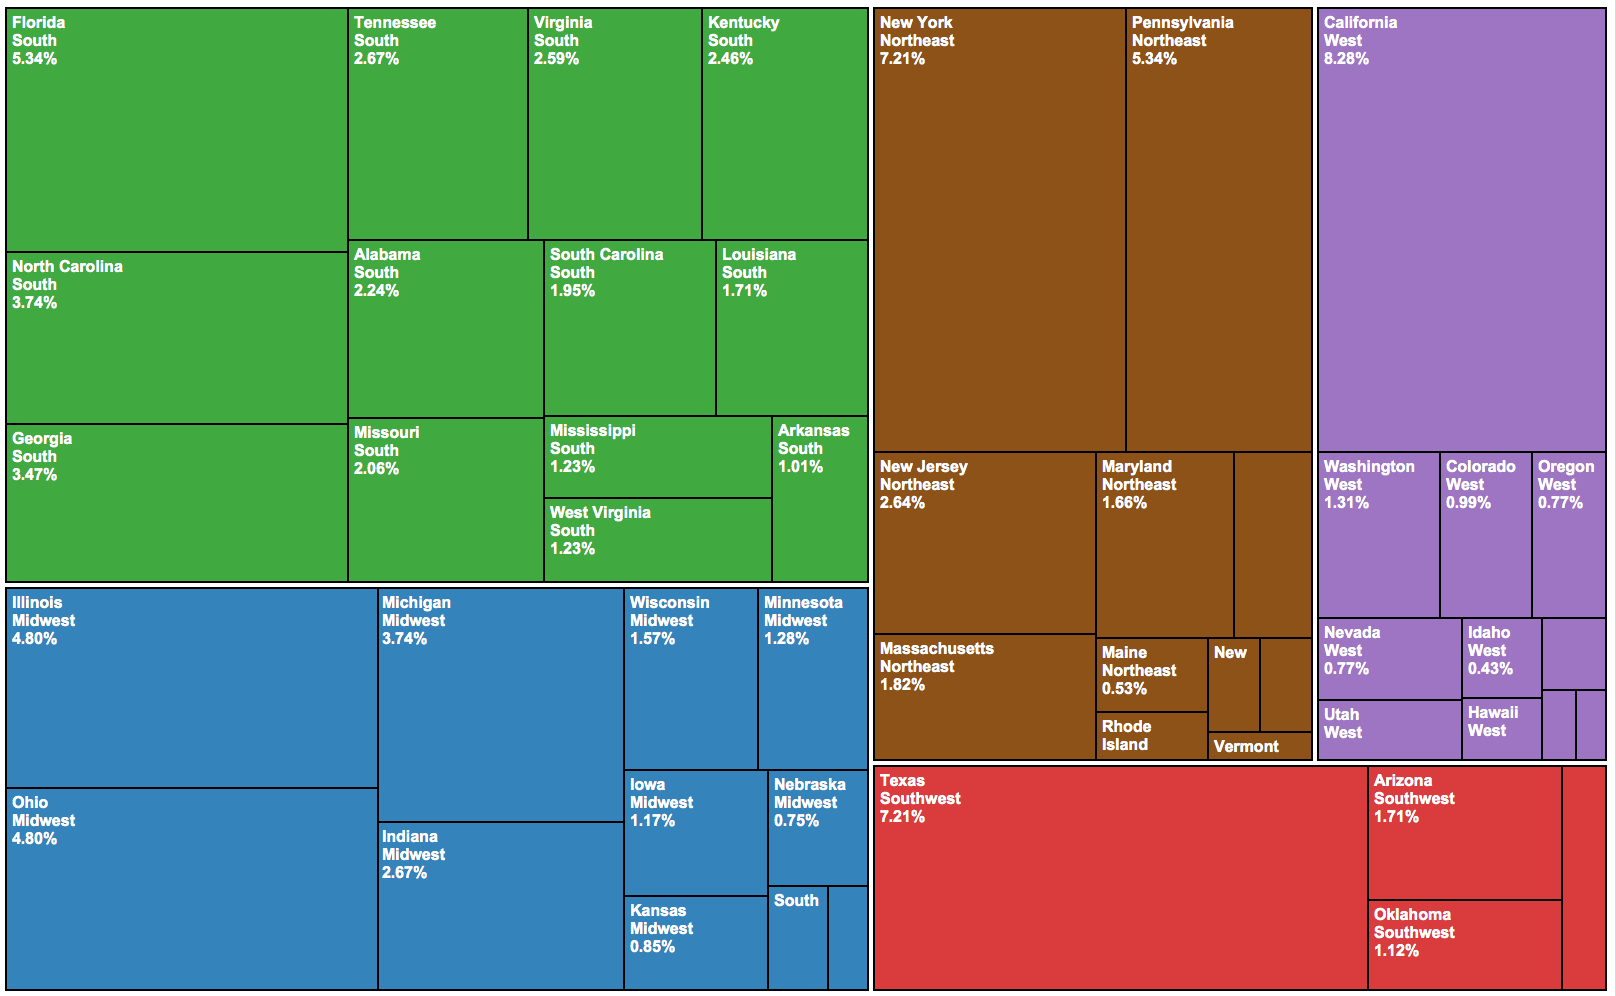 Florida
South
5.34%
Tennessee
South
2.67%
Virginia
South
2.59%
Kentucky
South
2.46%
North Carolina
South
3.74%
Alabama
South
2.24%
South Carolina
South
1.95%
Louisiana
South
1.71%
Georgia
South
3.47%
Missouri
South
2.06%
Mississippi
South
1.23%
Arkansas
South
1.01%
West Virginia
South
1.23%
New York
Northeast
7.21%
Pennsylvania
Northeast
5.34%
New Jersey
Northeast
2.64%
Maryland
Northeast
1.66%
Massachusetts
Northeast
1.82%
Maine
Northeast
0.53%
New
Rhode
Island
Vermont
California
West
8.28%
Washington
West
1.31%
Colorado
West
0.99%
Oregon
West
0.77%
Nevada
West
0.77%
Idaho
West
0.43%
Utah
West
Hawaii
West
Illinois
Midwest
4.80%
Michigan
Midwest
3.74%
Wisconsin
Midwest
1.57%
Minnesota
Midwest
1.28%
Ohio
Midwest
4.80%
Indiana
Midwest
2.67%
Iowa
Midwest
1.17%
Nebraska
Midwest
0.75%
Kansas
Midwest
0.85%
South
Texas
Southwest
7.21%
Arizona
Southwest
1.71%
Oklahoma
Southwest
1.12%